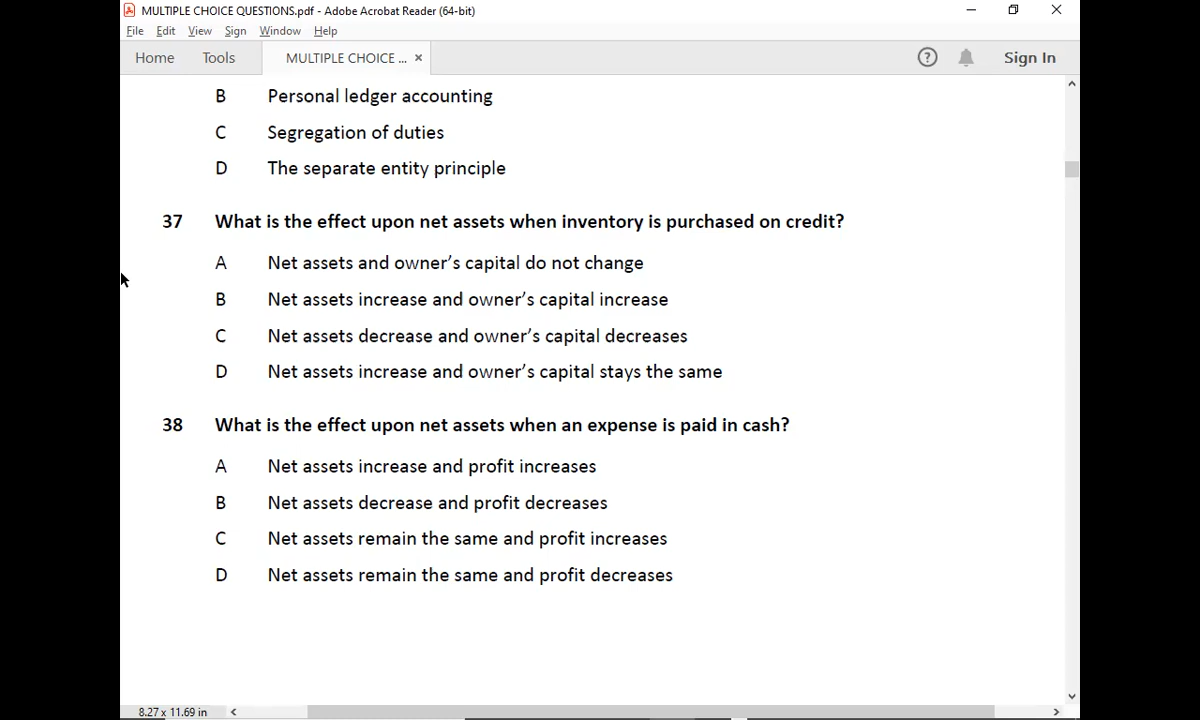 MULTIPLE CHOICE QUESTIONS.pdf - Adobe Acrobat Reader (64-bit)
File Edit View Sign Window Help
Home Tools MULTIPLE CHOICE ... × Sign In
B Personal ledger accounting
C Segregation of duties
D The separate entity principle
37 What is the effect upon net assets when inventory is purchased on credit?
A Net assets and owner’s capital do not change
B Net assets increase and owner’s capital increase
C Net assets decrease and owner’s capital decreases
D Net assets increase and owner’s capital stays the same
38 What is the effect upon net assets when an expense is paid in cash?
A Net assets increase and profit increases
B Net assets decrease and profit decreases
C Net assets remain the same and profit increases
D Net assets remain the same and profit decreases
8.27 x 11.69 in